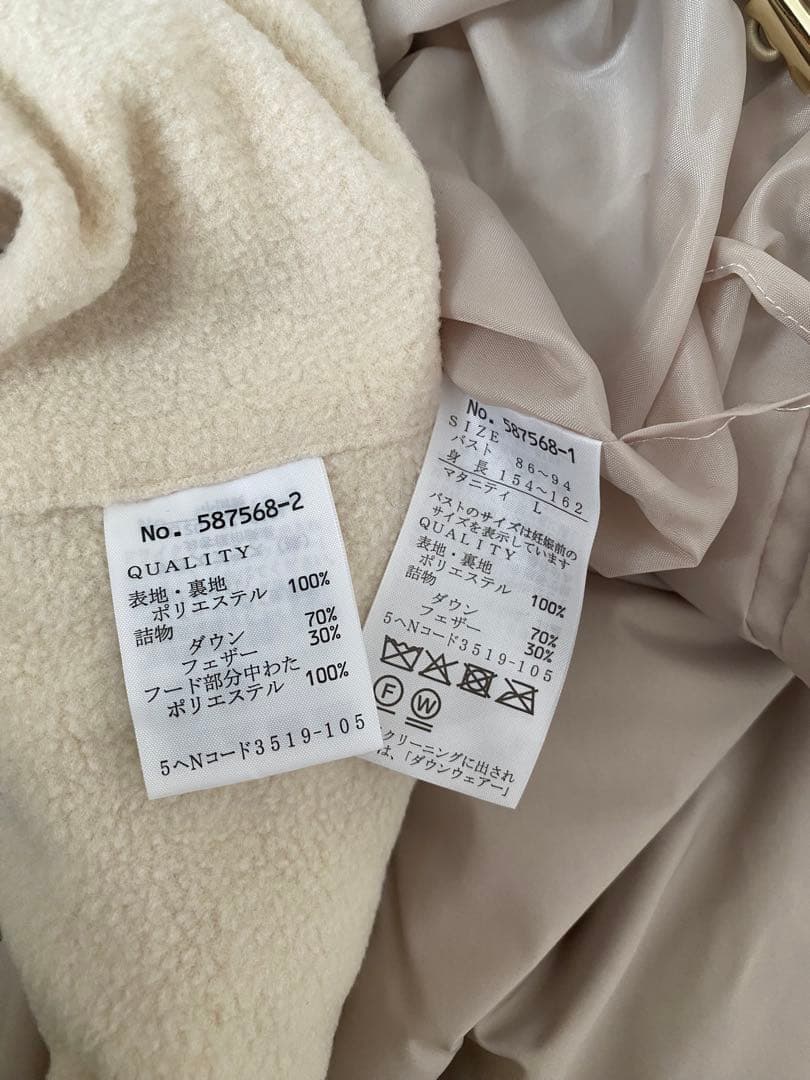 No. 587568-2
QUALITY
表地・裏地
ポリエステル 100%
詰物
ダウン 70%
フェザー 30%
フード部分中わた
ポリエステル 100%
5ヘNコード3519-105
No. 587568-1
SIZE
バスト 86~94
身長 154~162
マタニティ L
バストのサイズは妊娠前の
サイズを表示しています
QUALITY
表地・裏地
ポリエステル 100%
詰物
ダウン 70%
フェザー 30%
5ヘNコード3519-105
F W
クリーニングに出され
は、「ダウンウェアー」